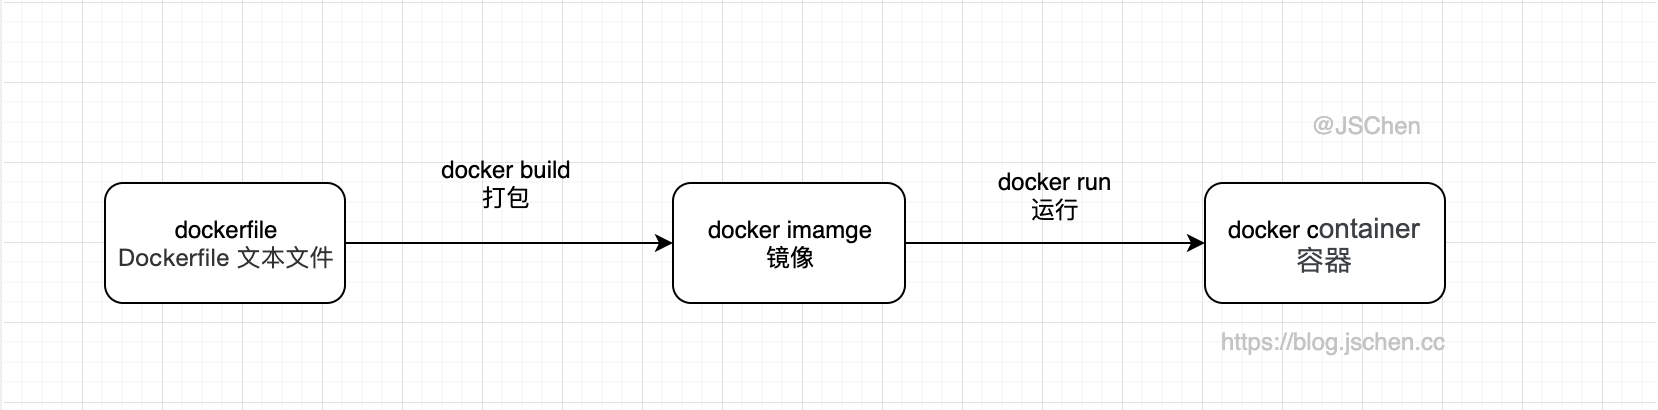 @JSChen
docker build
打包
docker run
运行
dockerfile
Dockerfile 文本文件
docker imamge
镜像
docker container
容器
https://blog.jschen.cc